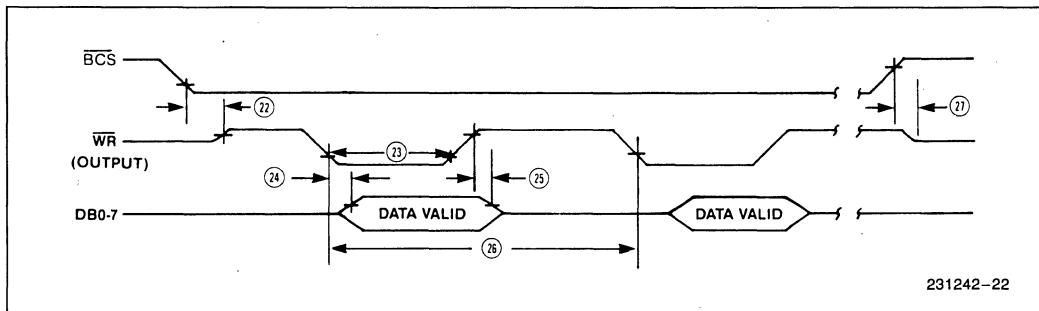 BCS
22
27
WR
(OUTPUT)
23
24
25
DB0-7
DATA VALID
DATA VALID
26
231242-22